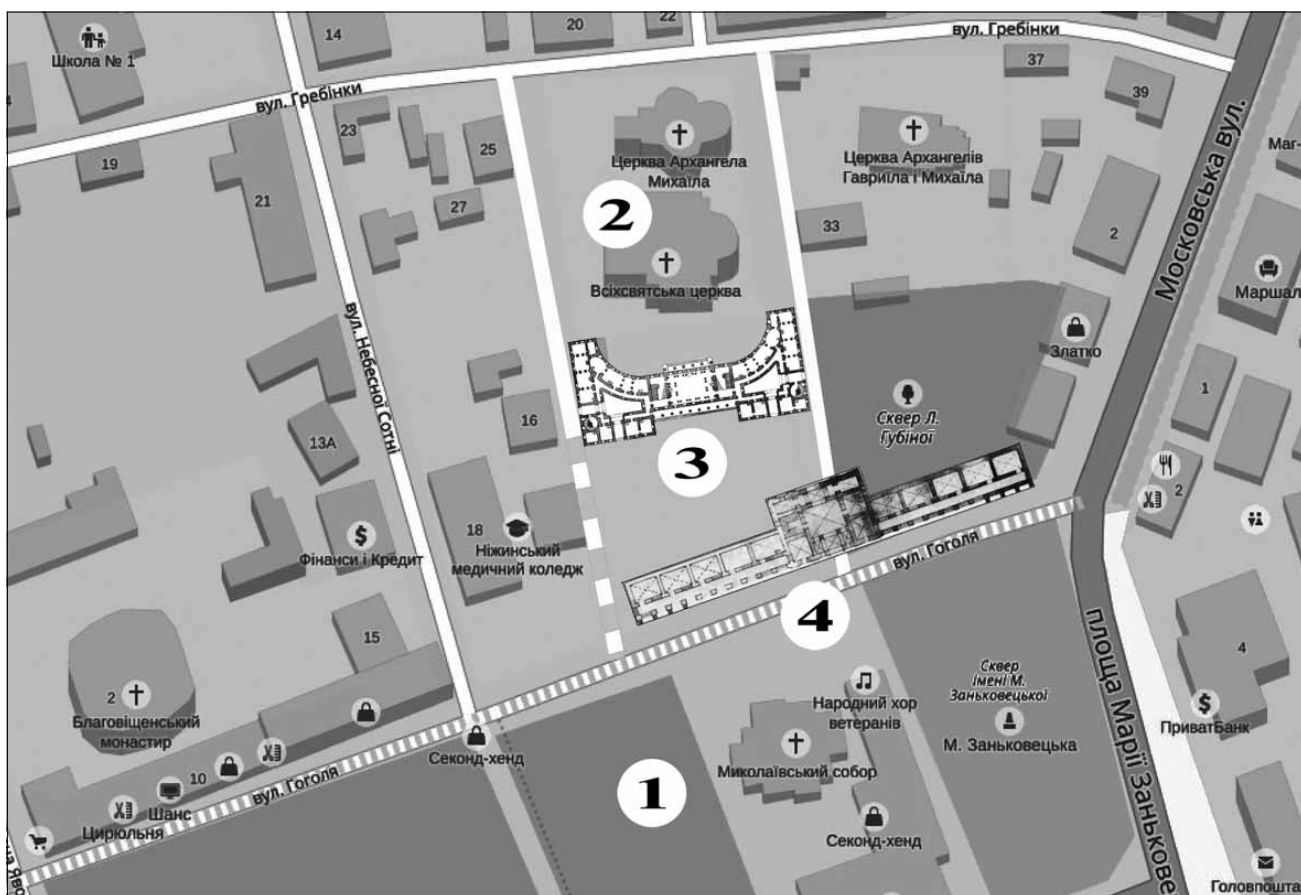 14
20
22
вул. Гребінки
Школа № 1
37
39
вул. Гребінки
23
25
19
21
27
Церква Архангела
Михаїла
Церква Архангелів
Гавриїла і Михаїла
Маг-
2
33
2
Московська вул.
Всіхсвятська церква
Маршал
вул. Небесної Сотні
Златко
1
16
Сквер Л.
Губіної
13А
3
2
18
Ніжинський
медичний коледж
Фінанси і Кредит
вул. Гоголя
4
15
площа Марії Занькове
4
Сквер
імені М.
Заньковецької
2
Благовіщенський
монастир
Народний хор
ветеранів
ПриватБанк
М. Заньковецька
Секонд-хенд
Миколаївський собор
10
вул. Гоголя
1
Шанс
Цирюльня
Секонд-хенд
Головпошта